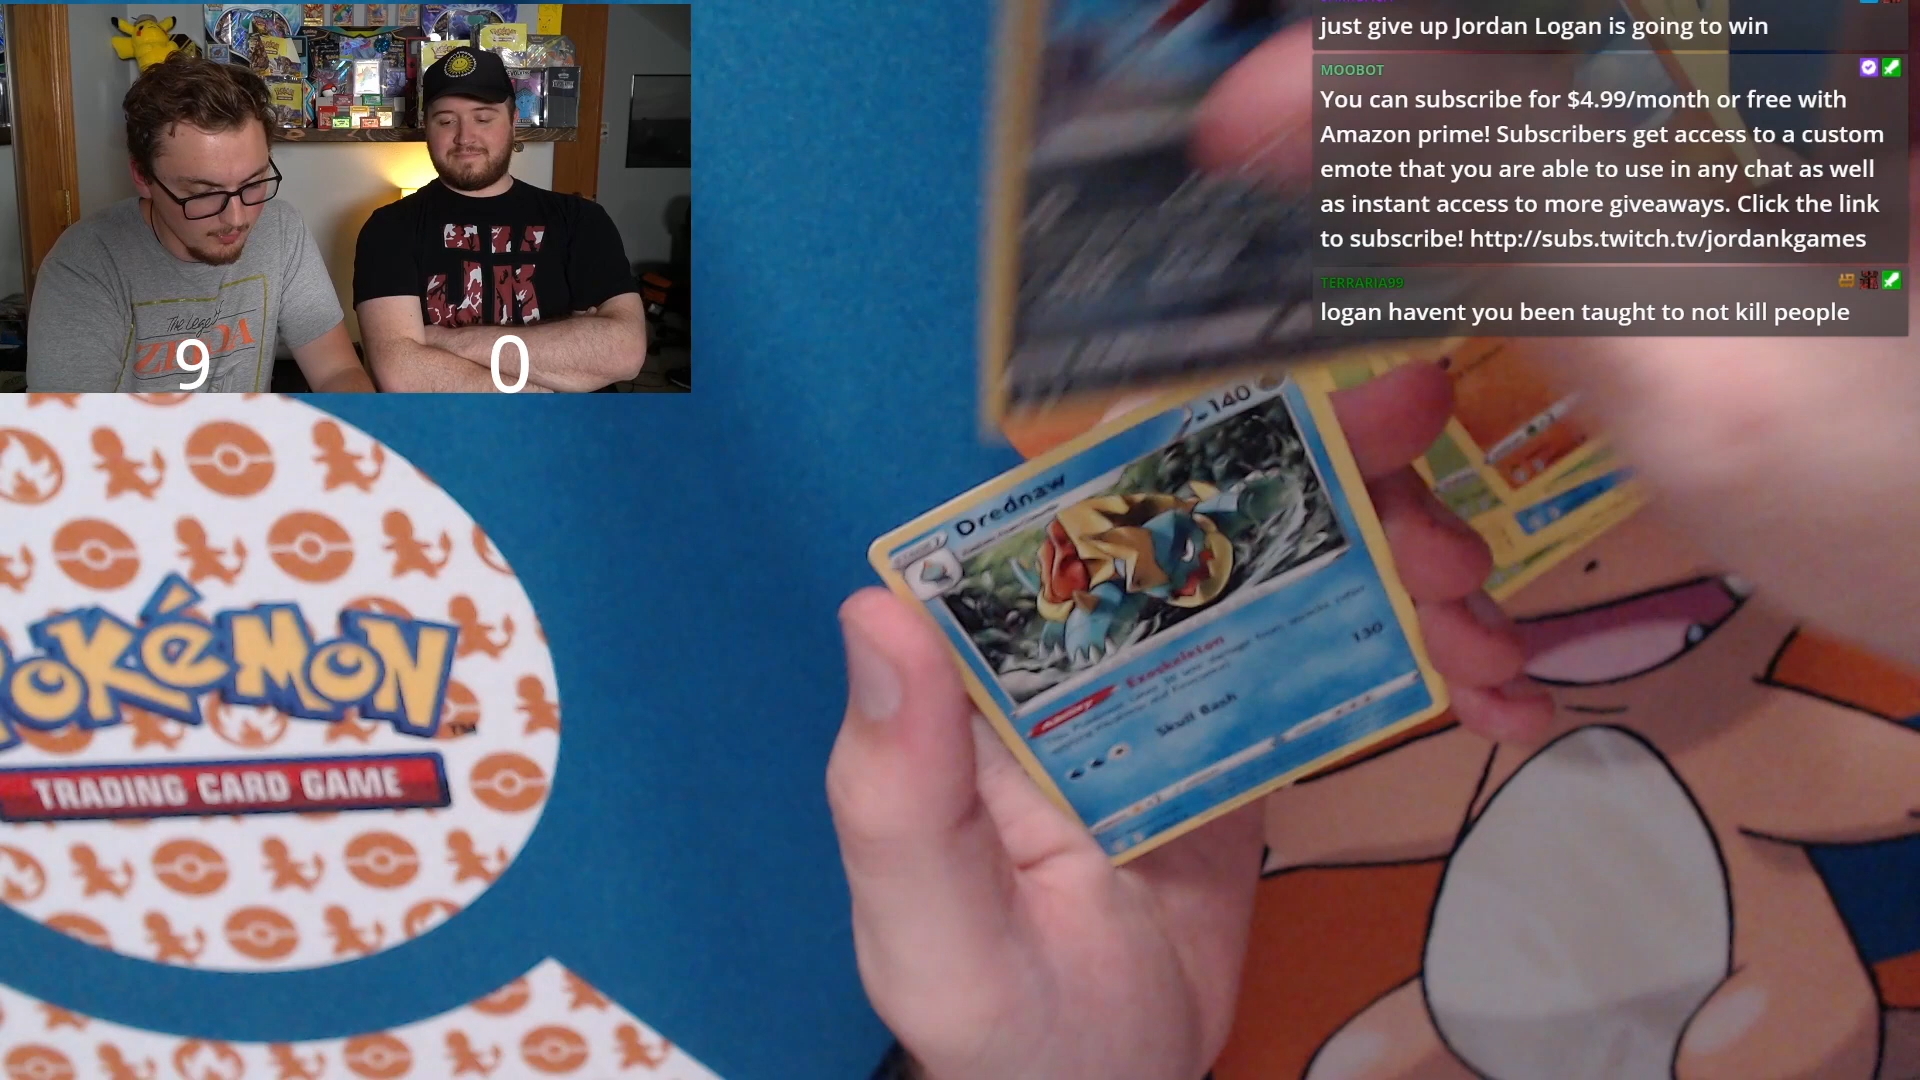 just give up Jordan Logan is going to win
MOOBOT
You can subscribe for $4.99/month or free with
Amazon prime! Subscribers get access to a custom
emote that you are able to use in any chat as well
as instant access to more giveaways. Click the link
to subscribe! http://subs.twitch.tv/jordankgames
TERRARIA99
logan havent you been taught to not kill people
The Legend
9
0
140
Drednaw
Exoskeleton
130
Skull Bash
POKéMON
TM
TRADING CARD GAME